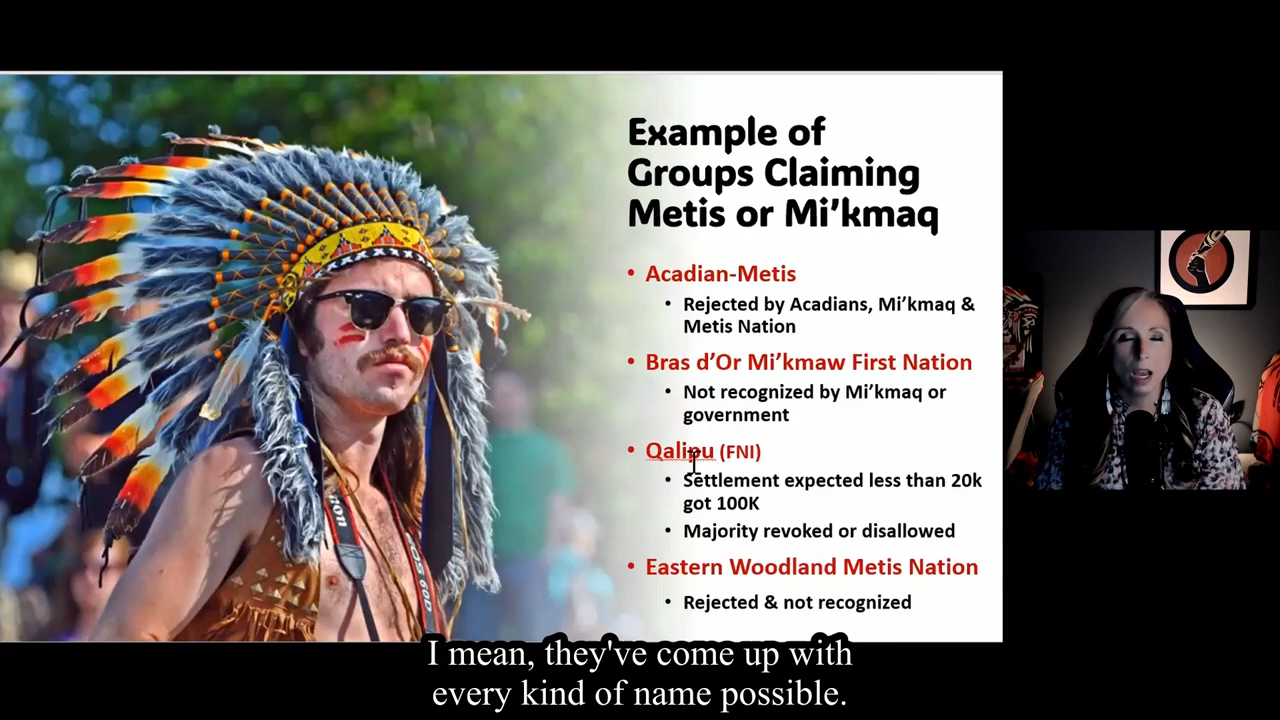 Example of
Groups Claiming
Metis or Mi'kmaq
• Acadian-Metis
• Rejected by Acadians, Mi'kmaq &
Metis Nation
• Bras d'Or Mi'kmaw First Nation
• Not recognized by Mi'kmaq or
government
• Qalipu (FNI)
• Settlement expected less than 20k
got 100K
• Majority revoked or disallowed
• Eastern Woodland Metis Nation
• Rejected & not recognized
I mean, they've come up with
every kind of name possible.